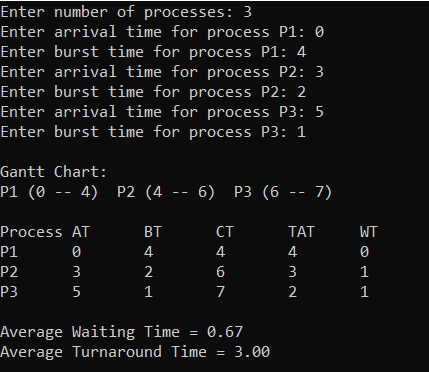 Enter number of processes: 3
Enter arrival time for process P1: 0
Enter burst time for process P1: 4
Enter arrival time for process P2: 3
Enter burst time for process P2: 2
Enter arrival time for process P3: 5
Enter burst time for process P3: 1
Gantt Chart:
P1 (0 -- 4)  P2 (4 -- 6)  P3 (6 -- 7)
Process AT      BT      CT      TAT     WT
P1      0       4       4       4       0
P2      3       2       6       3       1
P3      5       1       7       2       1
Average Waiting Time = 0.67
Average Turnaround Time = 3.00